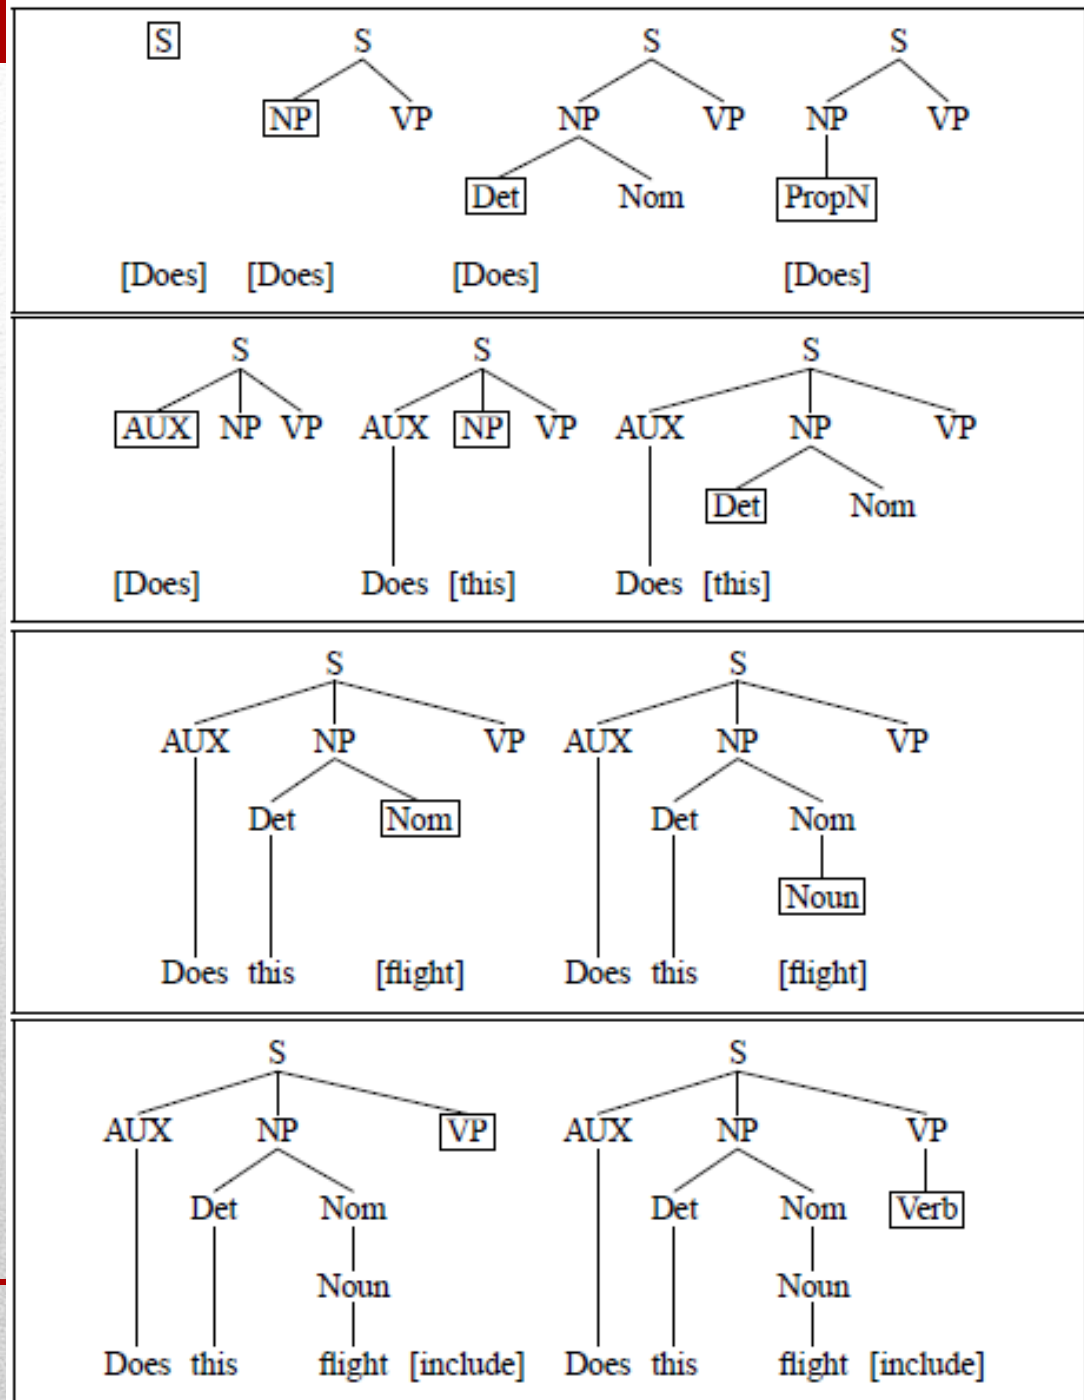 S S S S
NP VP NP VP NP VP
Det Nom PropN
[Does] [Does] [Does] [Does]
S S S
AUX NP VP AUX NP VP AUX NP VP
Det Nom
[Does] Does [this] Does [this]
S S
AUX NP VP AUX NP VP
Det Nom Det Nom
Noun
Does this [flight] Does this [flight]
S S
AUX NP VP AUX NP VP
Det Nom Det Nom Verb
Noun Noun
Does this flight [include] Does this flight [include]